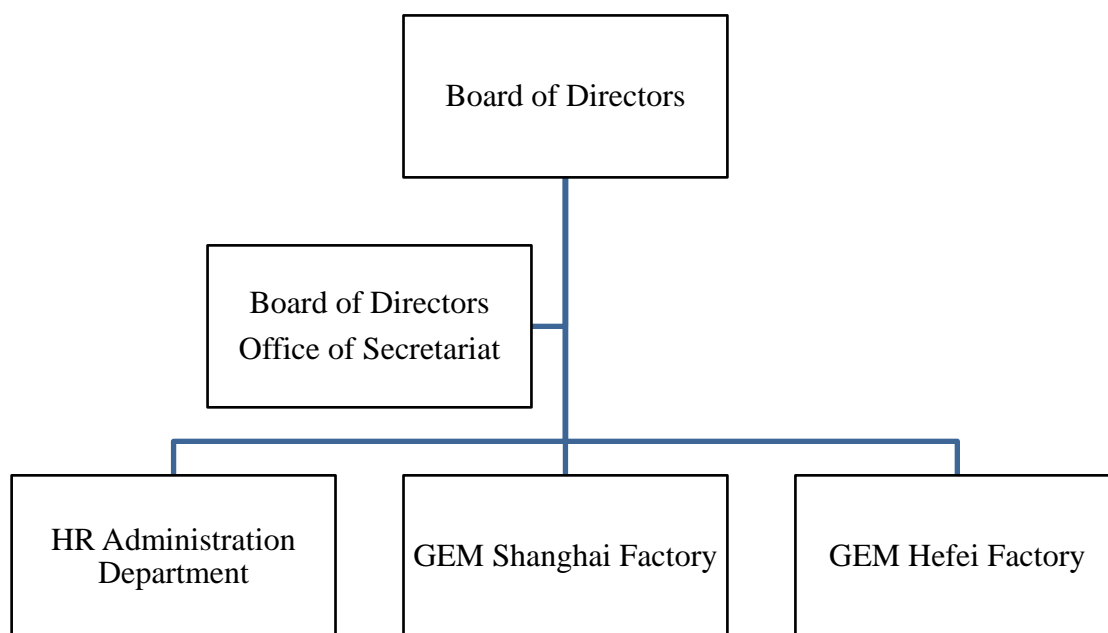 Board of Directors
Board of Directors
Office of Secretariat
HR Administration
Department
GEM Shanghai Factory
GEM Hefei Factory